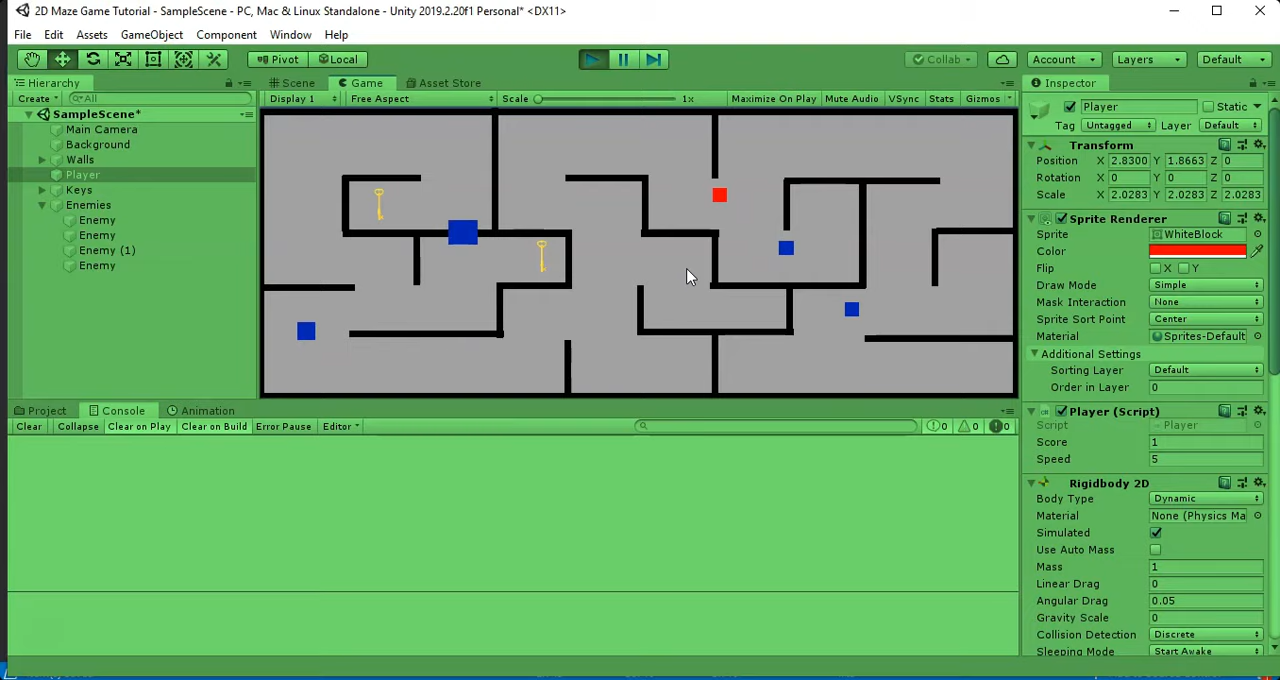 2D Maze Game Tutorial - SampleScene - PC, Mac & Linux Standalone - Unity 2019.2.20f1 Personal* <DX11>
File Edit Assets GameObject Component Window Help
Pivot Local Collab Account Layers Default
Hierarchy
Create All
SampleScene*
Main Camera
Background
Walls
Player
Keys
Enemies
Enemy
Enemy
Enemy (1)
Enemy
Scene Game Asset Store
Display 1 Free Aspect Scale 1x Maximize On Play Mute Audio VSync Stats Gizmos
Project Console Animation
Clear Collapse Clear on Play Clear on Build Error Pause Editor 0 0 0
Inspector
Player Static
Tag Untagged Layer Default
Transform
Position X 2.8300 Y 1.8663 Z 0
Rotation X 0 Y 0 Z 0
Scale X 2.0283 Y 2.0283 Z 2.0283
Sprite Renderer
Sprite WhiteBlock
Color
Flip X Y
Draw Mode Simple
Mask Interaction None
Sprite Sort Point Center
Material Sprites-Default
Additional Settings
Sorting Layer Default
Order in Layer 0
Player (Script)
Script Player
Score 1
Speed 5
Rigidbody 2D
Body Type Dynamic
Material None (Physics Ma
Simulated
Use Auto Mass
Mass 1
Linear Drag 0
Angular Drag 0.05
Gravity Scale 0
Collision Detection Discrete
Sleeping Mode Start Awake